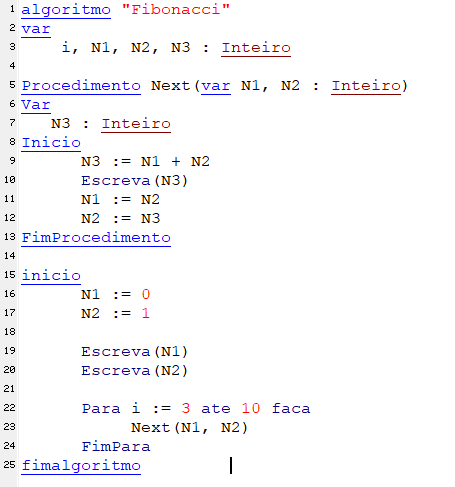 1 algoritmo "Fibonacci"
2 var
3 i, N1, N2, N3 : Inteiro
4
5 Procedimento Next(var N1, N2 : Inteiro)
6 Var
7 N3 : Inteiro
8 Inicio
9 N3 := N1 + N2
10 Escreva(N3)
11 N1 := N2
12 N2 := N3
13 FimProcedimento
14
15 inicio
16 N1 := 0
17 N2 := 1
18
19 Escreva(N1)
20 Escreva(N2)
21
22 Para i := 3 ate 10 faca
23 Next(N1, N2)
24 FimPara
25 fimalgoritmo